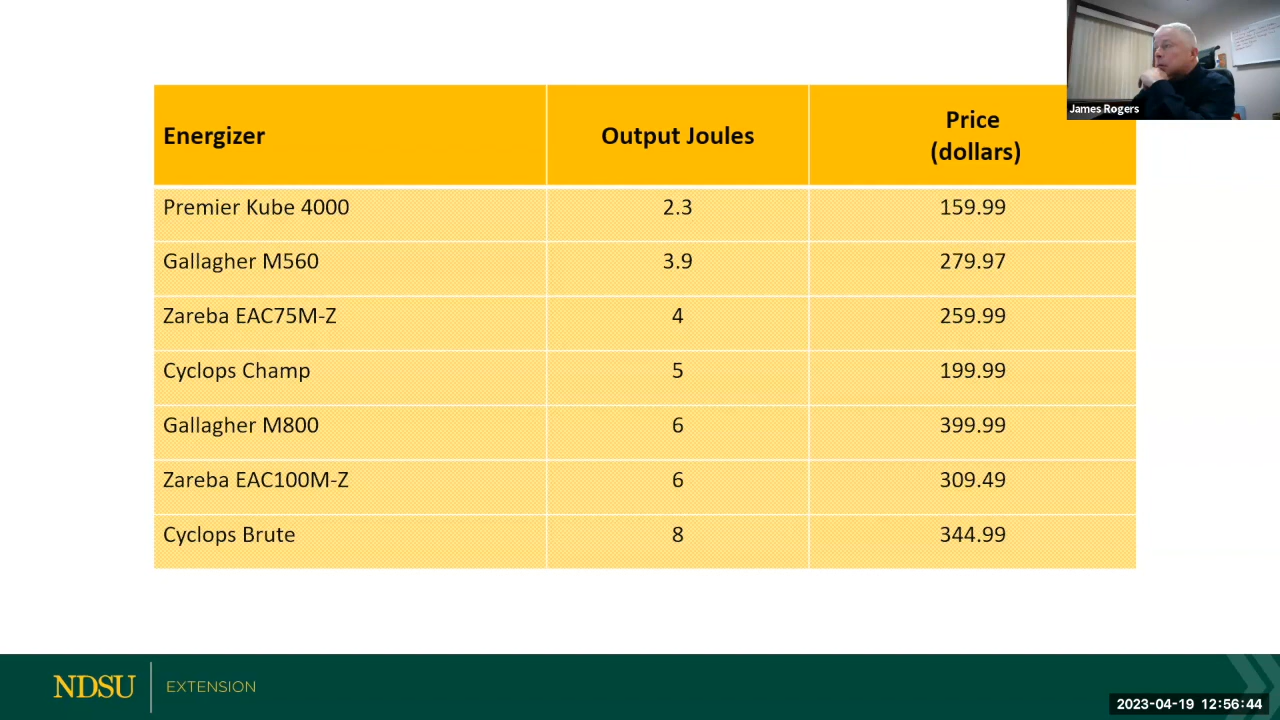 James Rogers
Energizer Output Joules Price
(dollars)
Premier Kube 4000 2.3 159.99
Gallagher M560 3.9 279.97
Zareba EAC75M-Z 4 259.99
Cyclops Champ 5 199.99
Gallagher M800 6 399.99
Zareba EAC100M-Z 6 309.49
Cyclops Brute 8 344.99
NDSU EXTENSION
2023-04-19 12:56:44